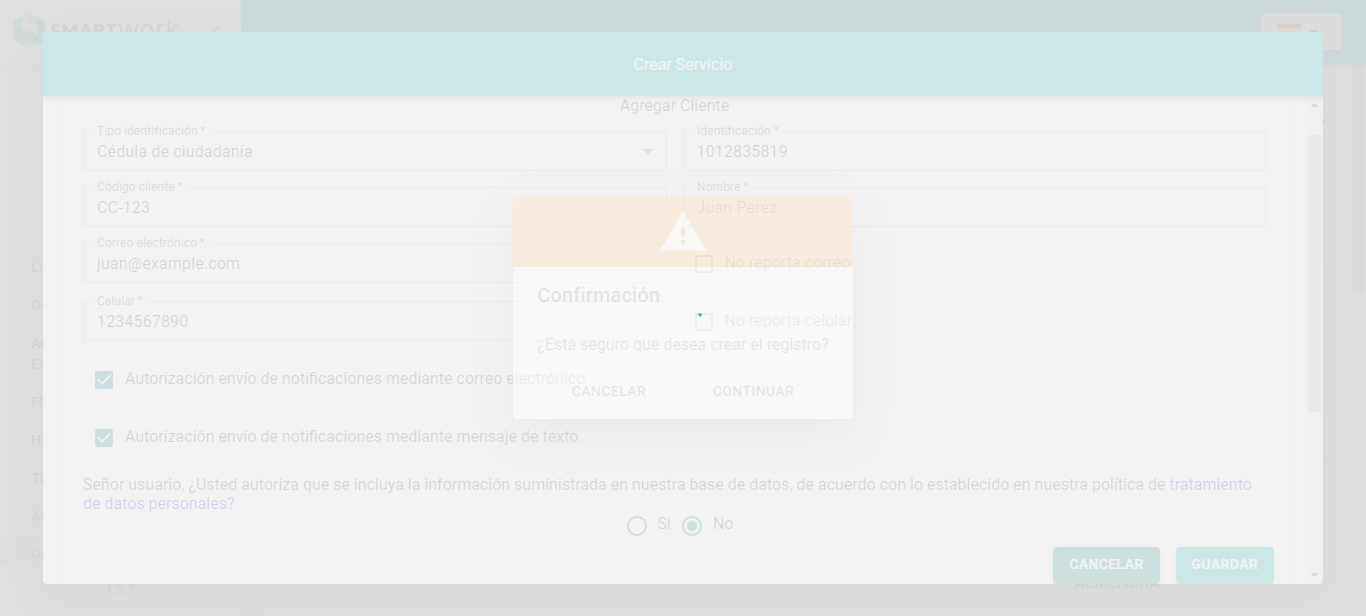 SMARTWORK
Crear Servicio
Agregar Cliente
Tipo identificación *
Cédula de ciudadanía
Identificación *
1012835819
Código cliente *
CC-123
Nombre *
Juan Perez
Correo electrónico *
juan@example.com
No reporta correo
Confirmación
Celular *
1234567890
No reporta celular
¿Está seguro que desea crear el registro?
Autorización envío de notificaciones mediante correo electrónico
CANCELAR
CONTINUAR
Autorización envío de notificaciones mediante mensaje de texto
Señor usuario, ¿Usted autoriza que se incluya la información suministrada en nuestra base de datos, de acuerdo con lo establecido en nuestra política de tratamiento
de datos personales?
Si
No
CANCELAR
GUARDAR
ALMENDRA
1.9.7